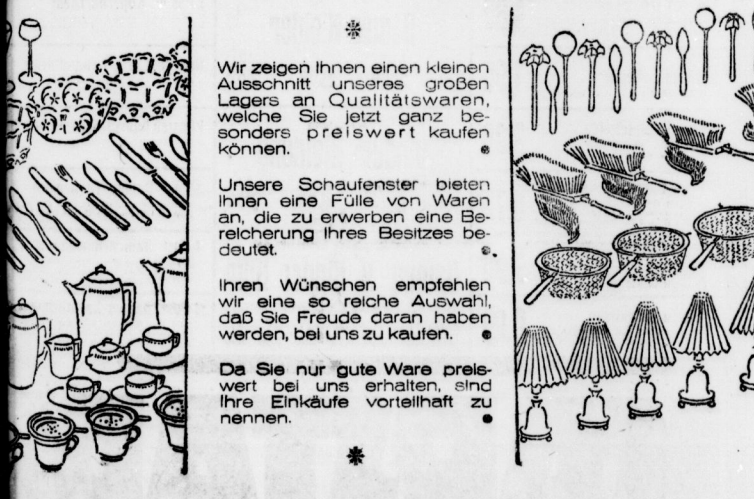 Wir zeigen Ihnen einen kleinen
Ausschnitt unseres großen
Lagers an Qualitätswaren,
welche Sie jetzt ganz be-
sonders preiswert kaufen
können.
Unsere Schaufenster bieten
Ihnen eine Fülle von Waren
an, die zu erwerben eine Be-
reicherung Ihres Besitzes be-
deutet.
Ihren Wünschen empfehlen
wir eine so reiche Auswahl,
daß Sie Freude daran haben
werden, bei uns zu kaufen.
Da Sie nur gute Ware preis-
wert bei uns erhalten, sind
Ihre Einkäufe vorteilhaft zu
nennen.